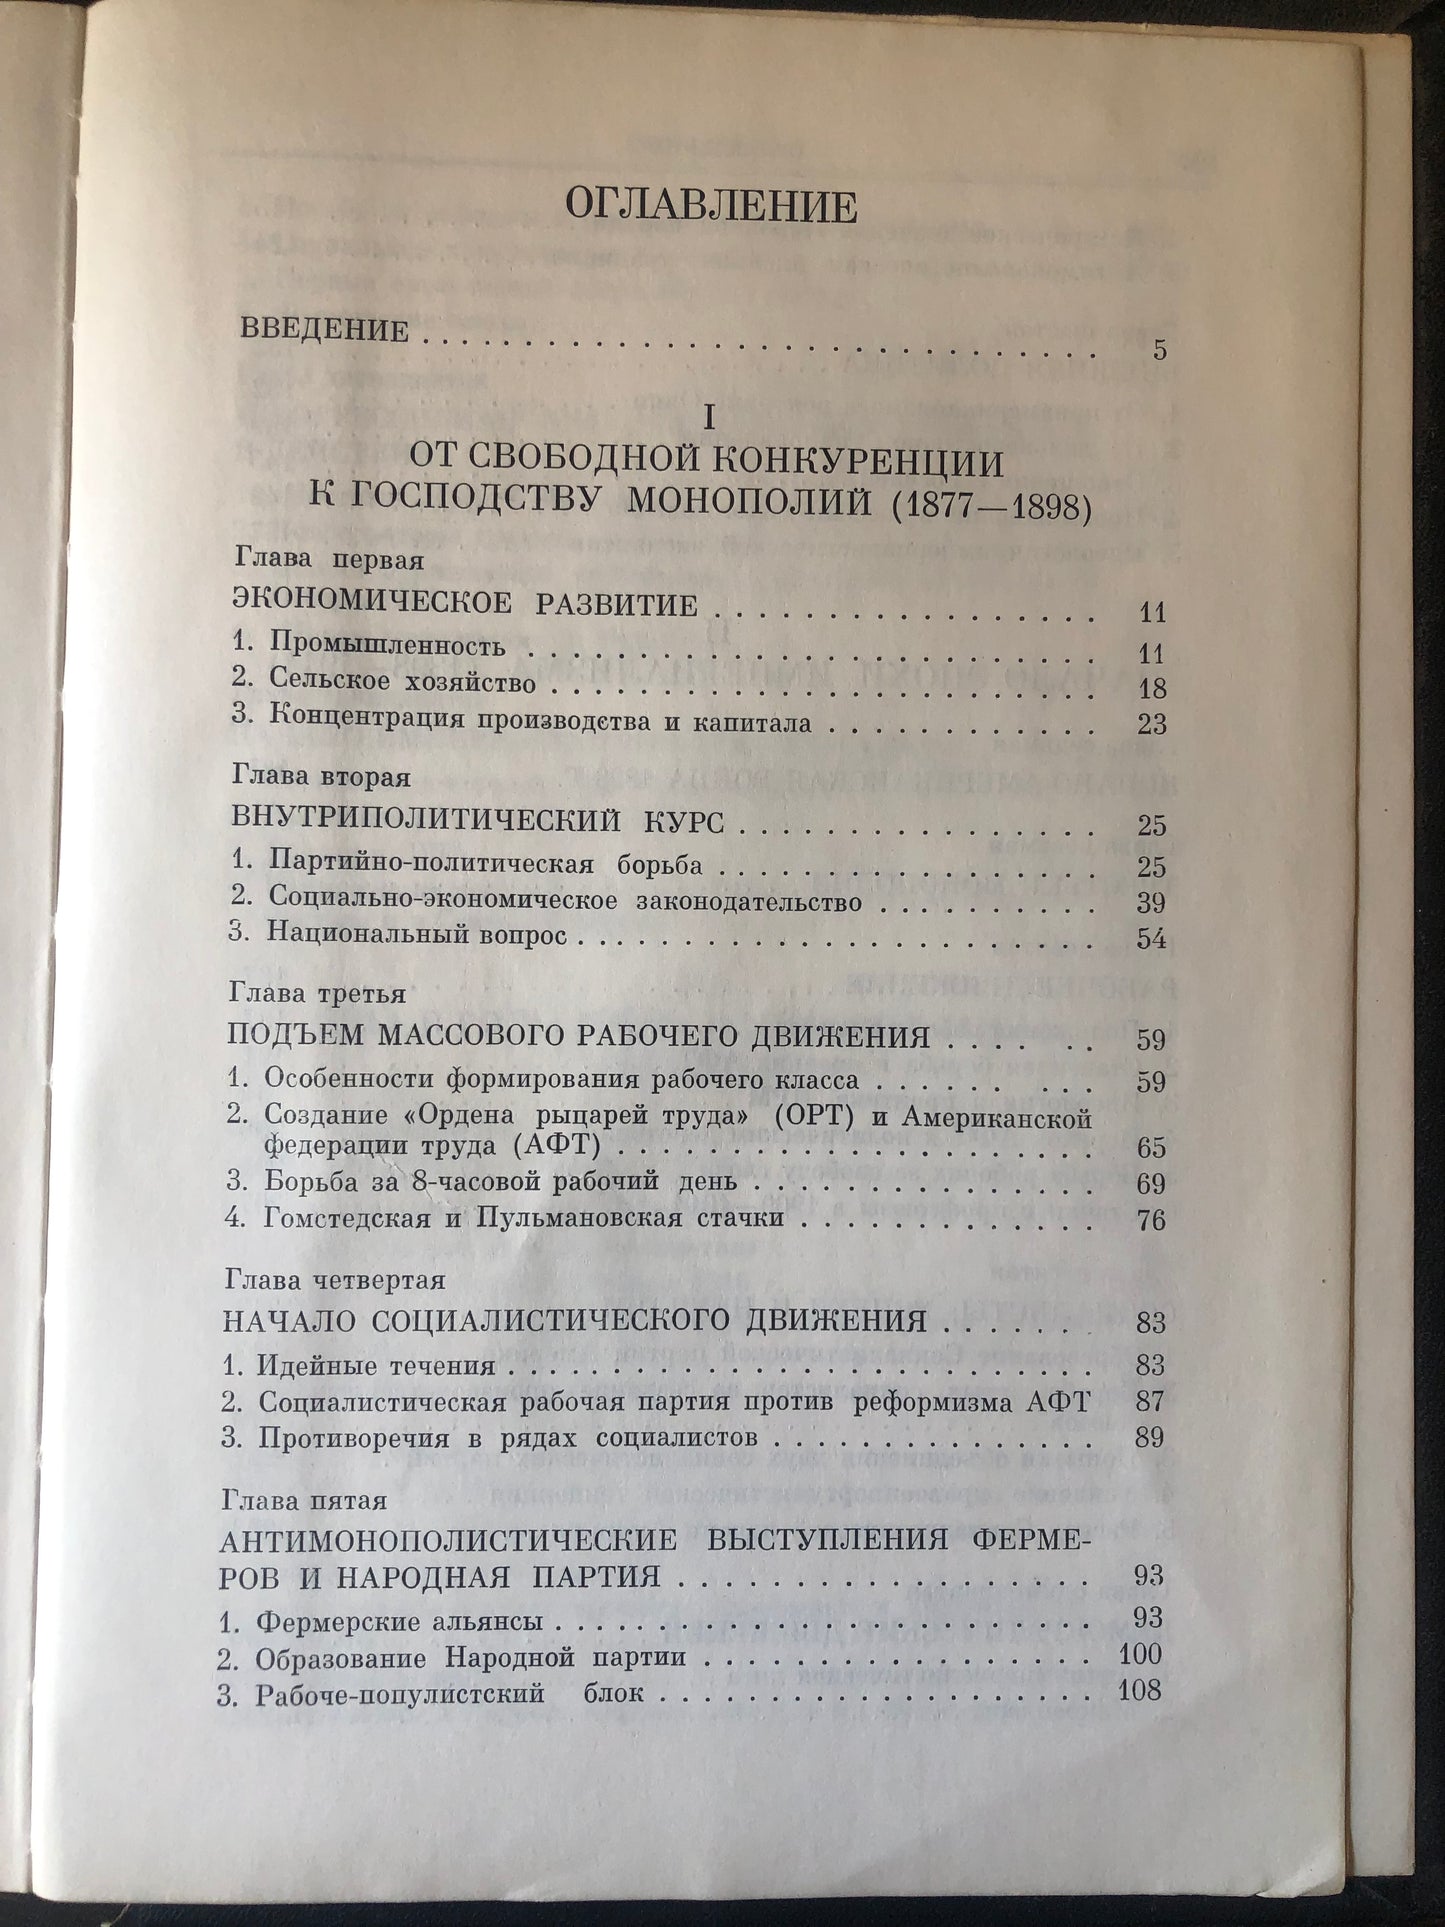 ОГЛАВЛЕНИЕ
ВВЕДЕНИЕ . . . . . . . . . . . . . . . . . . . . . . . . . . . . . . 5
I
ОТ СВОБОДНОЙ КОНКУРЕНЦИИ
К ГОСПОДСТВУ МОНОПОЛИЙ (1877—1898)
Глава первая
ЭКОНОМИЧЕСКОЕ РАЗВИТИЕ . . . . . . . . . . . . . . . . . 11
1. Промышленность . . . . . . . . . . . . . . . . . . . . . . . . . 11
2. Сельское хозяйство . . . . . . . . . . . . . . . . . . . . . . . . 18
3. Концентрация производства и капитала . . . . . . . . . . . . 23
Глава вторая
ВНУТРИПОЛИТИЧЕСКИЙ КУРС . . . . . . . . . . . . . . . . 25
1. Партийно-политическая борьба . . . . . . . . . . . . . . . . . 25
2. Социально-экономическое законодательство . . . . . . . . . 39
3. Национальный вопрос . . . . . . . . . . . . . . . . . . . . . . . 54
Глава третья
ПОДЪЕМ МАССОВОГО РАБОЧЕГО ДВИЖЕНИЯ . . . . . . 59
1. Особенности формирования рабочего класса . . . . . . . . . 59
2. Создание «Ордена рыцарей труда» (ОРТ) и Американской
федерации труда (АФТ) . . . . . . . . . . . . . . . . . . . . . 65
3. Борьба за 8-часовой рабочий день . . . . . . . . . . . . . . . 69
4. Гомстедская и Пульмановская стачки . . . . . . . . . . . . . 76
Глава четвертая
НАЧАЛО СОЦИАЛИСТИЧЕСКОГО ДВИЖЕНИЯ . . . . . . 83
1. Идейные течения . . . . . . . . . . . . . . . . . . . . . . . . . 83
2. Социалистическая рабочая партия против реформизма АФТ 87
3. Противоречия в рядах социалистов . . . . . . . . . . . . . . 89
Глава пятая
АНТИМОНОПОЛИСТИЧЕСКИЕ ВЫСТУПЛЕНИЯ ФЕРМЕ-
РОВ И НАРОДНАЯ ПАРТИЯ . . . . . . . . . . . . . . . . . . 93
1. Фермерские альянсы . . . . . . . . . . . . . . . . . . . . . . . . 93
2. Образование Народной партии . . . . . . . . . . . . . . . . . 100
3. Рабоче-популистский блок . . . . . . . . . . . . . . . . . . . 108